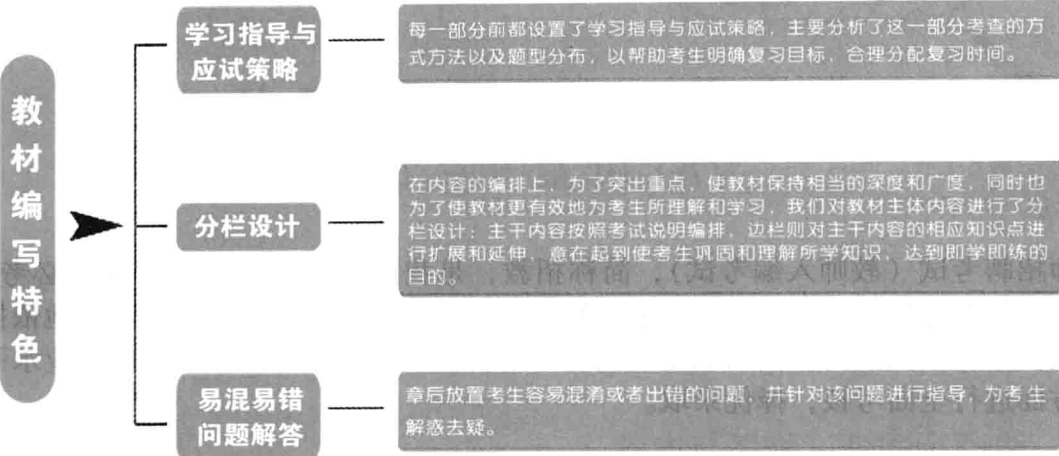 教材编写特色
学习指导与
应试策略
每一部分前都设置了学习指导与应试策略，主要分析了这一部分考查的方
式方法以及题型分布，以帮助考生明确复习目标，合理分配复习时间。
分栏设计
在内容的编排上，为了突出重点，使教材保持相当的深度和广度，同时也
为了使教材更有效地为考生所理解和学习，我们对教材主体内容进行了分
栏设计：主干内容按照考试说明编排，边栏则对主干内容的相应知识点进
行扩展和延伸，意在起到使考生巩固和理解所学知识，达到即学即练的
目的。
易混易错
问题解答
章后放置考生容易混淆或者出错的问题，并针对该问题进行指导，为考生
解惑去疑。